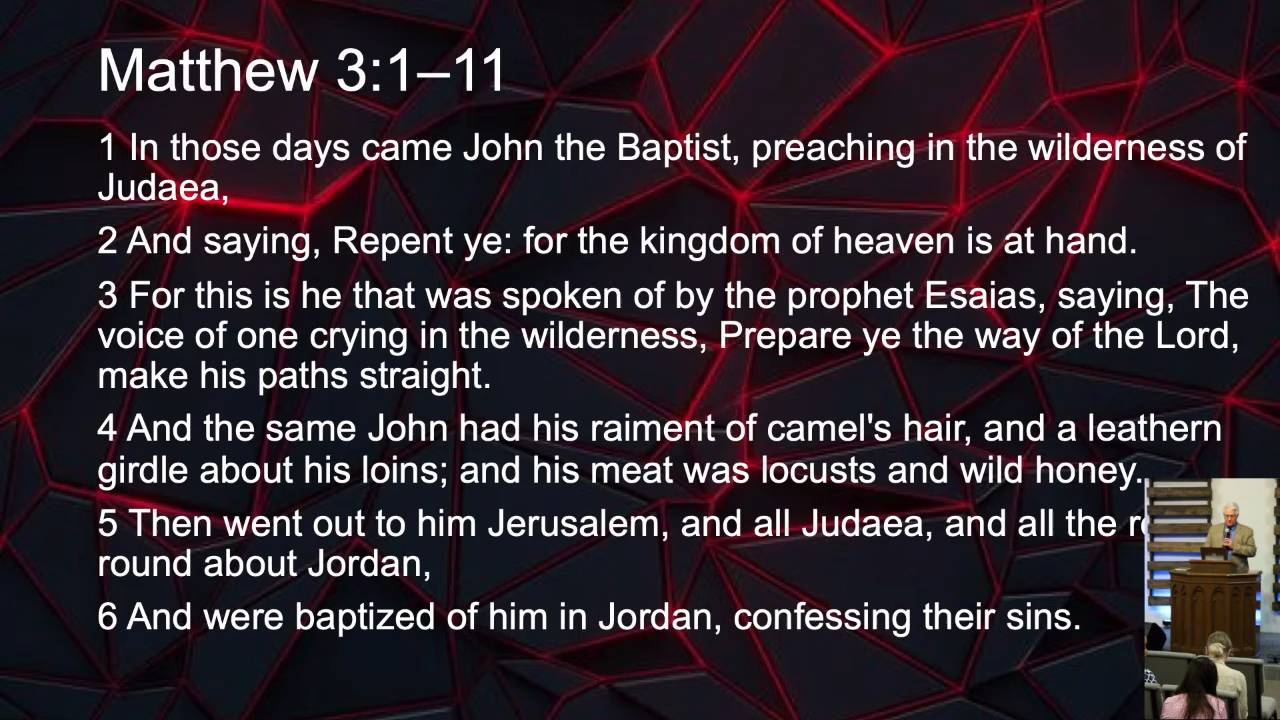 Matthew 3:1–11
1 In those days came John the Baptist, preaching in the wilderness of
Judaea,
2 And saying, Repent ye: for the kingdom of heaven is at hand.
3 For this is he that was spoken of by the prophet Esaias, saying, The
voice of one crying in the wilderness, Prepare ye the way of the Lord,
make his paths straight.
4 And the same John had his raiment of camel's hair, and a leathern
girdle about his loins; and his meat was locusts and wild honey.
5 Then went out to him Jerusalem, and all Judaea, and all the
round about Jordan,
6 And were baptized of him in Jordan, confessing their sins.